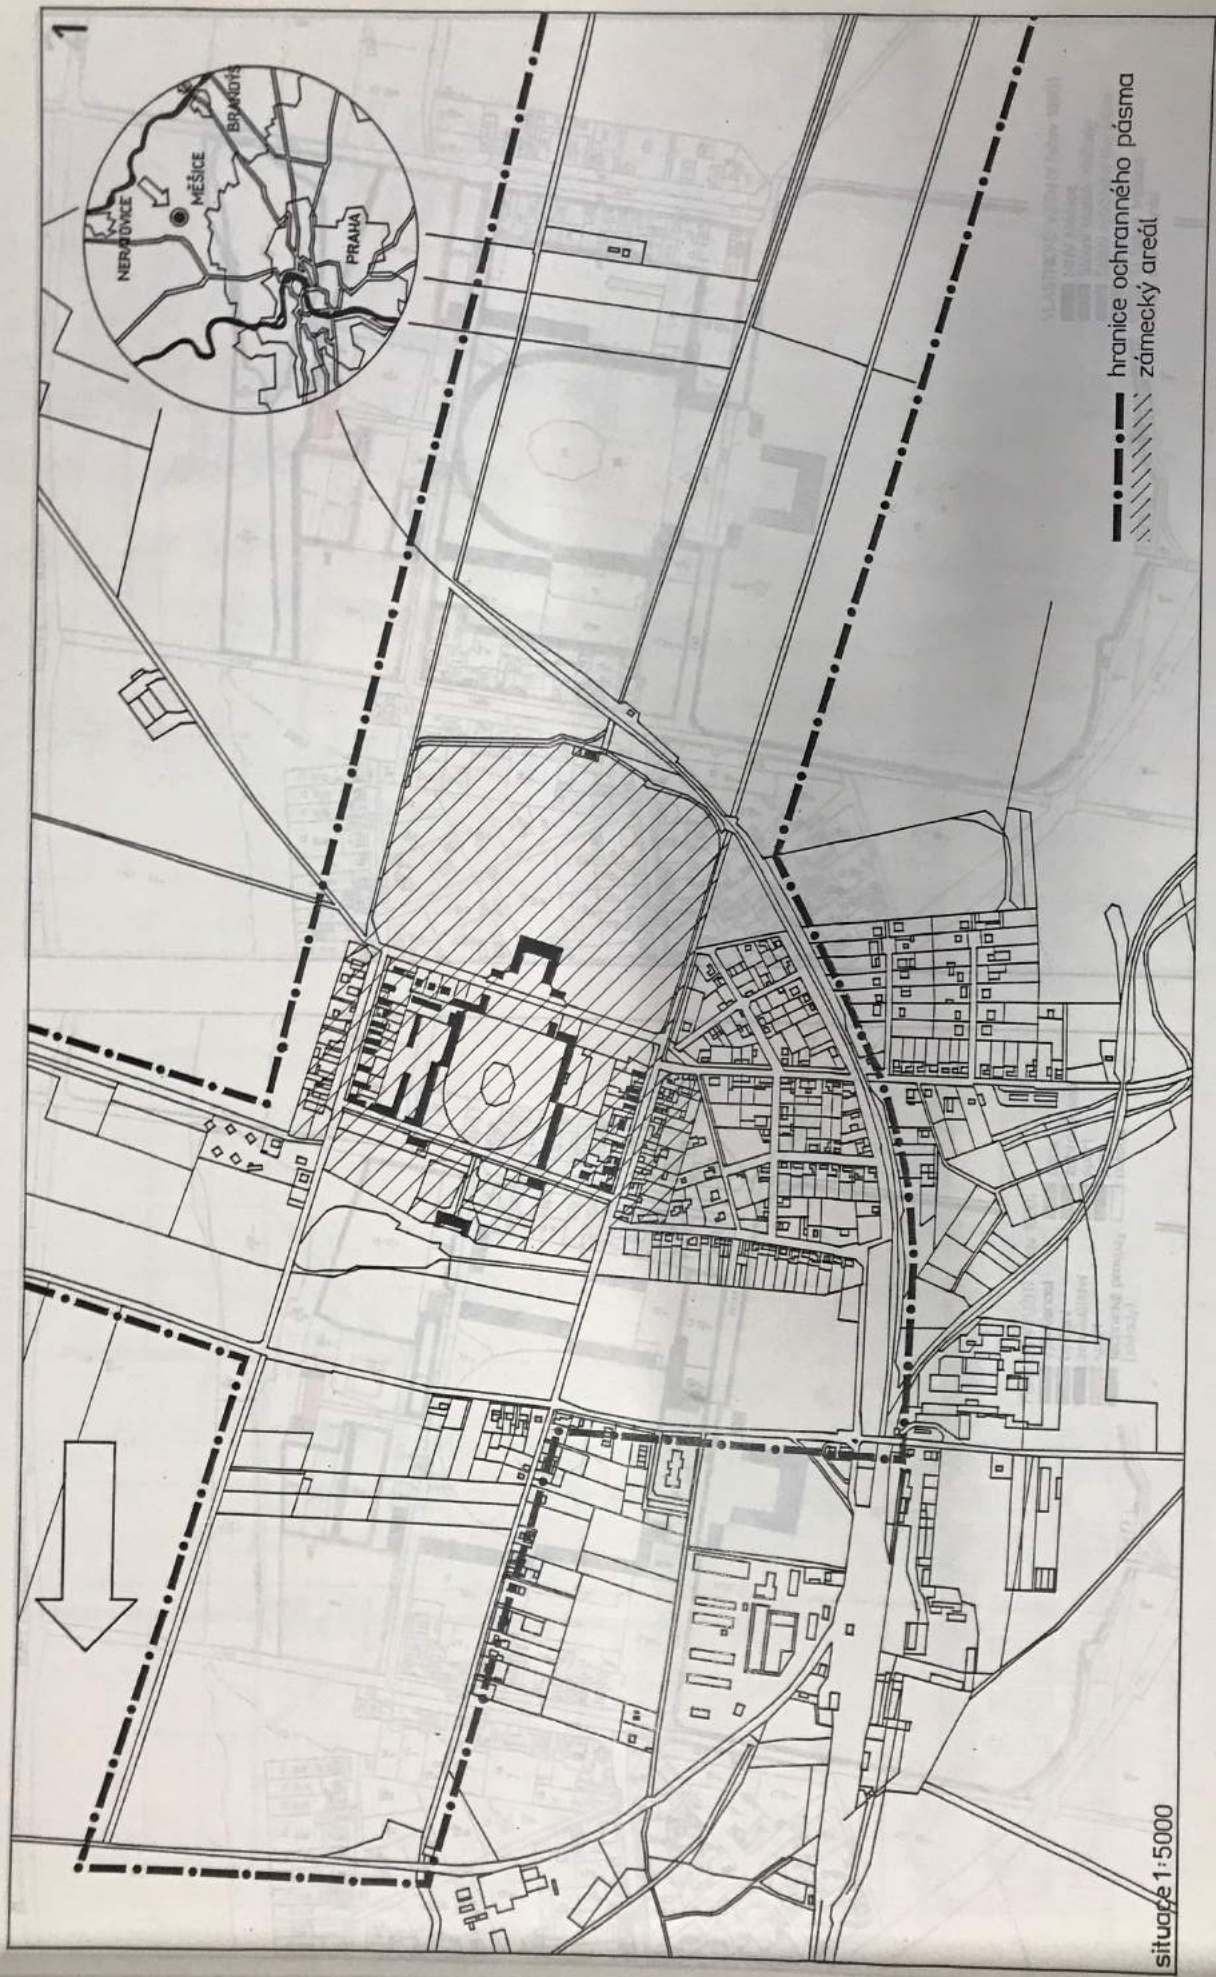 1
NERATOVICE
MĚŠICE
BRANDÝS
PRAHA
hranice ochranného pásma
zámecký areál
situace 1:5000